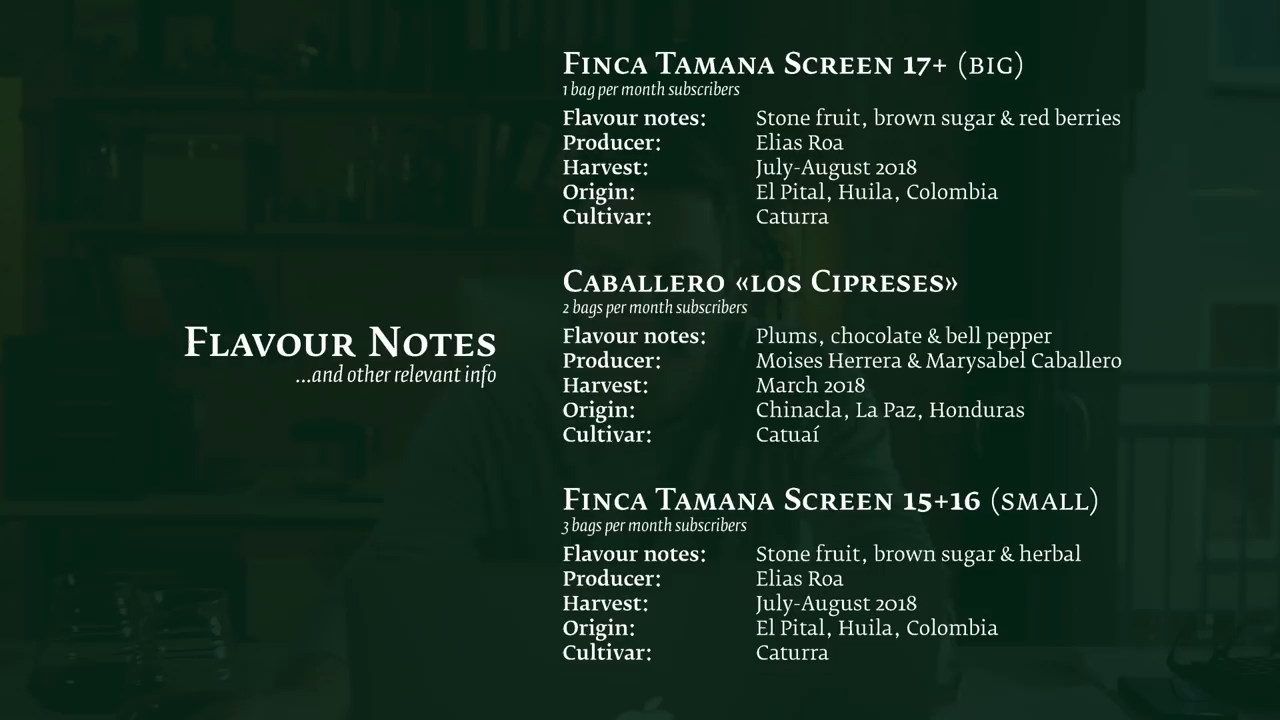 Flavour Notes
...and other relevant info
Finca Tamana Screen 17+ (big)
1 bag per month subscribers
Flavour notes: Stone fruit, brown sugar & red berries
Producer: Elias Roa
Harvest: July-August 2018
Origin: El Pital, Huila, Colombia
Cultivar: Caturra
Caballero «los Cipreses»
2 bags per month subscribers
Flavour notes: Plums, chocolate & bell pepper
Producer: Moises Herrera & Marysabel Caballero
Harvest: March 2018
Origin: Chinacla, La Paz, Honduras
Cultivar: Catuaí
Finca Tamana Screen 15+16 (small)
3 bags per month subscribers
Flavour notes: Stone fruit, brown sugar & herbal
Producer: Elias Roa
Harvest: July-August 2018
Origin: El Pital, Huila, Colombia
Cultivar: Caturra